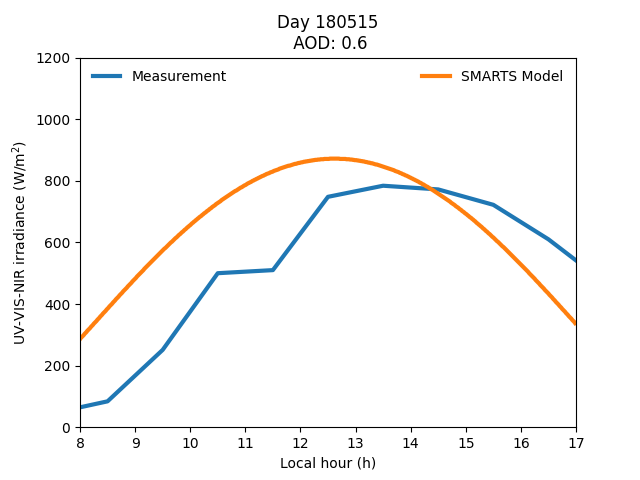 Day 180515
AOD: 0.6
Measurement
SMARTS Model
1200
1000
800
600
400
200
0
UV-VIS-NIR irradiance (W/m²)
8 9 10 11 12 13 14 15 16 17
Local hour (h)